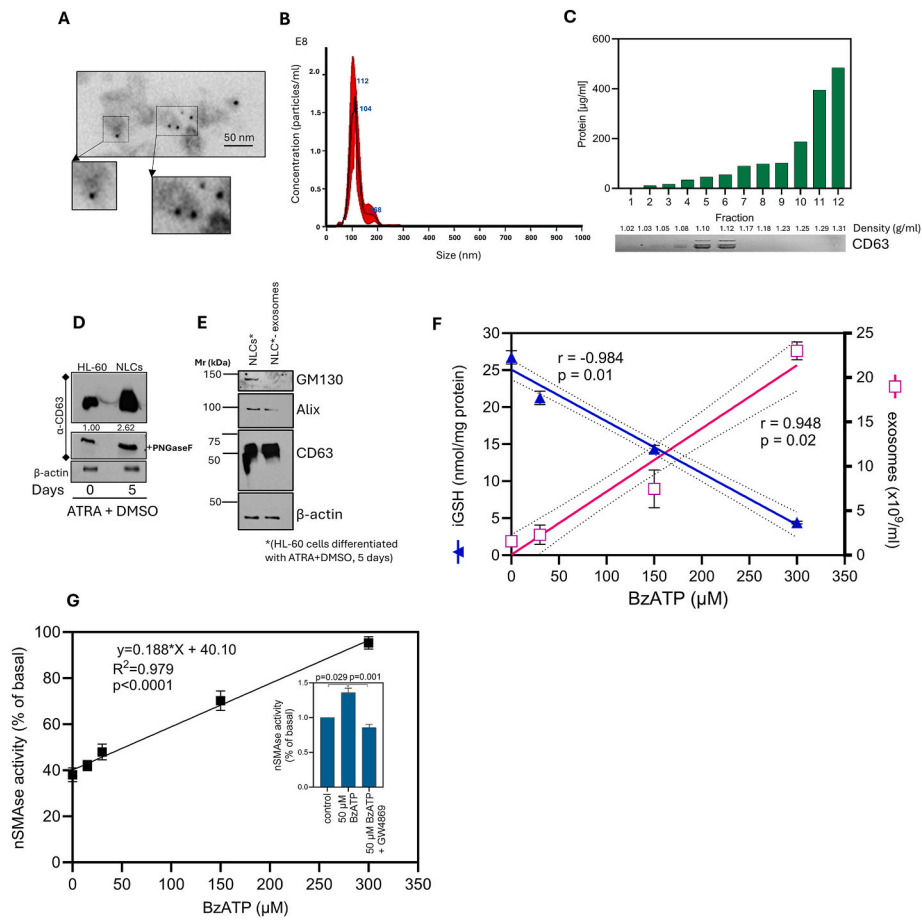 A
50 nm
B
E8
Concentration (particles/ml)
2.0
1.5
1.0
0.5
0
112
104
168
0 100 200 300 400 500 600 700 800 900 1000
Size (nm)
C
Protein [µg/ml]
600
400
200
0
1 2 3 4 5 6 7 8 9 10 11 12
Fraction
1.02 1.03 1.05 1.08 1.10 1.12 1.17 1.18 1.23 1.25 1.29 1.31 Density (g/ml)
CD63
D
HL-60 NLCs
α-CD63
1.00 2.62
+PNGaseF
β-actin
Days 0 5
ATRA + DMSO
E
NLCs*
NLC*- exosomes
Mr (kDa)
150
GM130
100
Alix
75
50
CD63
50
β-actin
*(HL-60 cells differentiated
with ATRA+DMSO, 5 days)
F
iGSH (nmol/mg protein)
30
25
20
15
10
5
0
r = -0.984
p = 0.01
r = 0.948
p = 0.02
25
20
15
10
5
0
exosomes (x10⁹/ml)
0 50 100 150 200 250 300 350
BzATP (µM)
G
nSMAse activity (% of basal)
100
80
60
40
20
0
y=0.188*X + 40.10
R²=0.979
p<0.0001
p=0.029 p=0.001
nSMAse activity
(% of basal)
1.5
1.0
0.5
0.0
control
50 µM
BzATP
50 µM BzATP
+ GW4869
0 50 100 150 200 250 300 350
BzATP (µM)